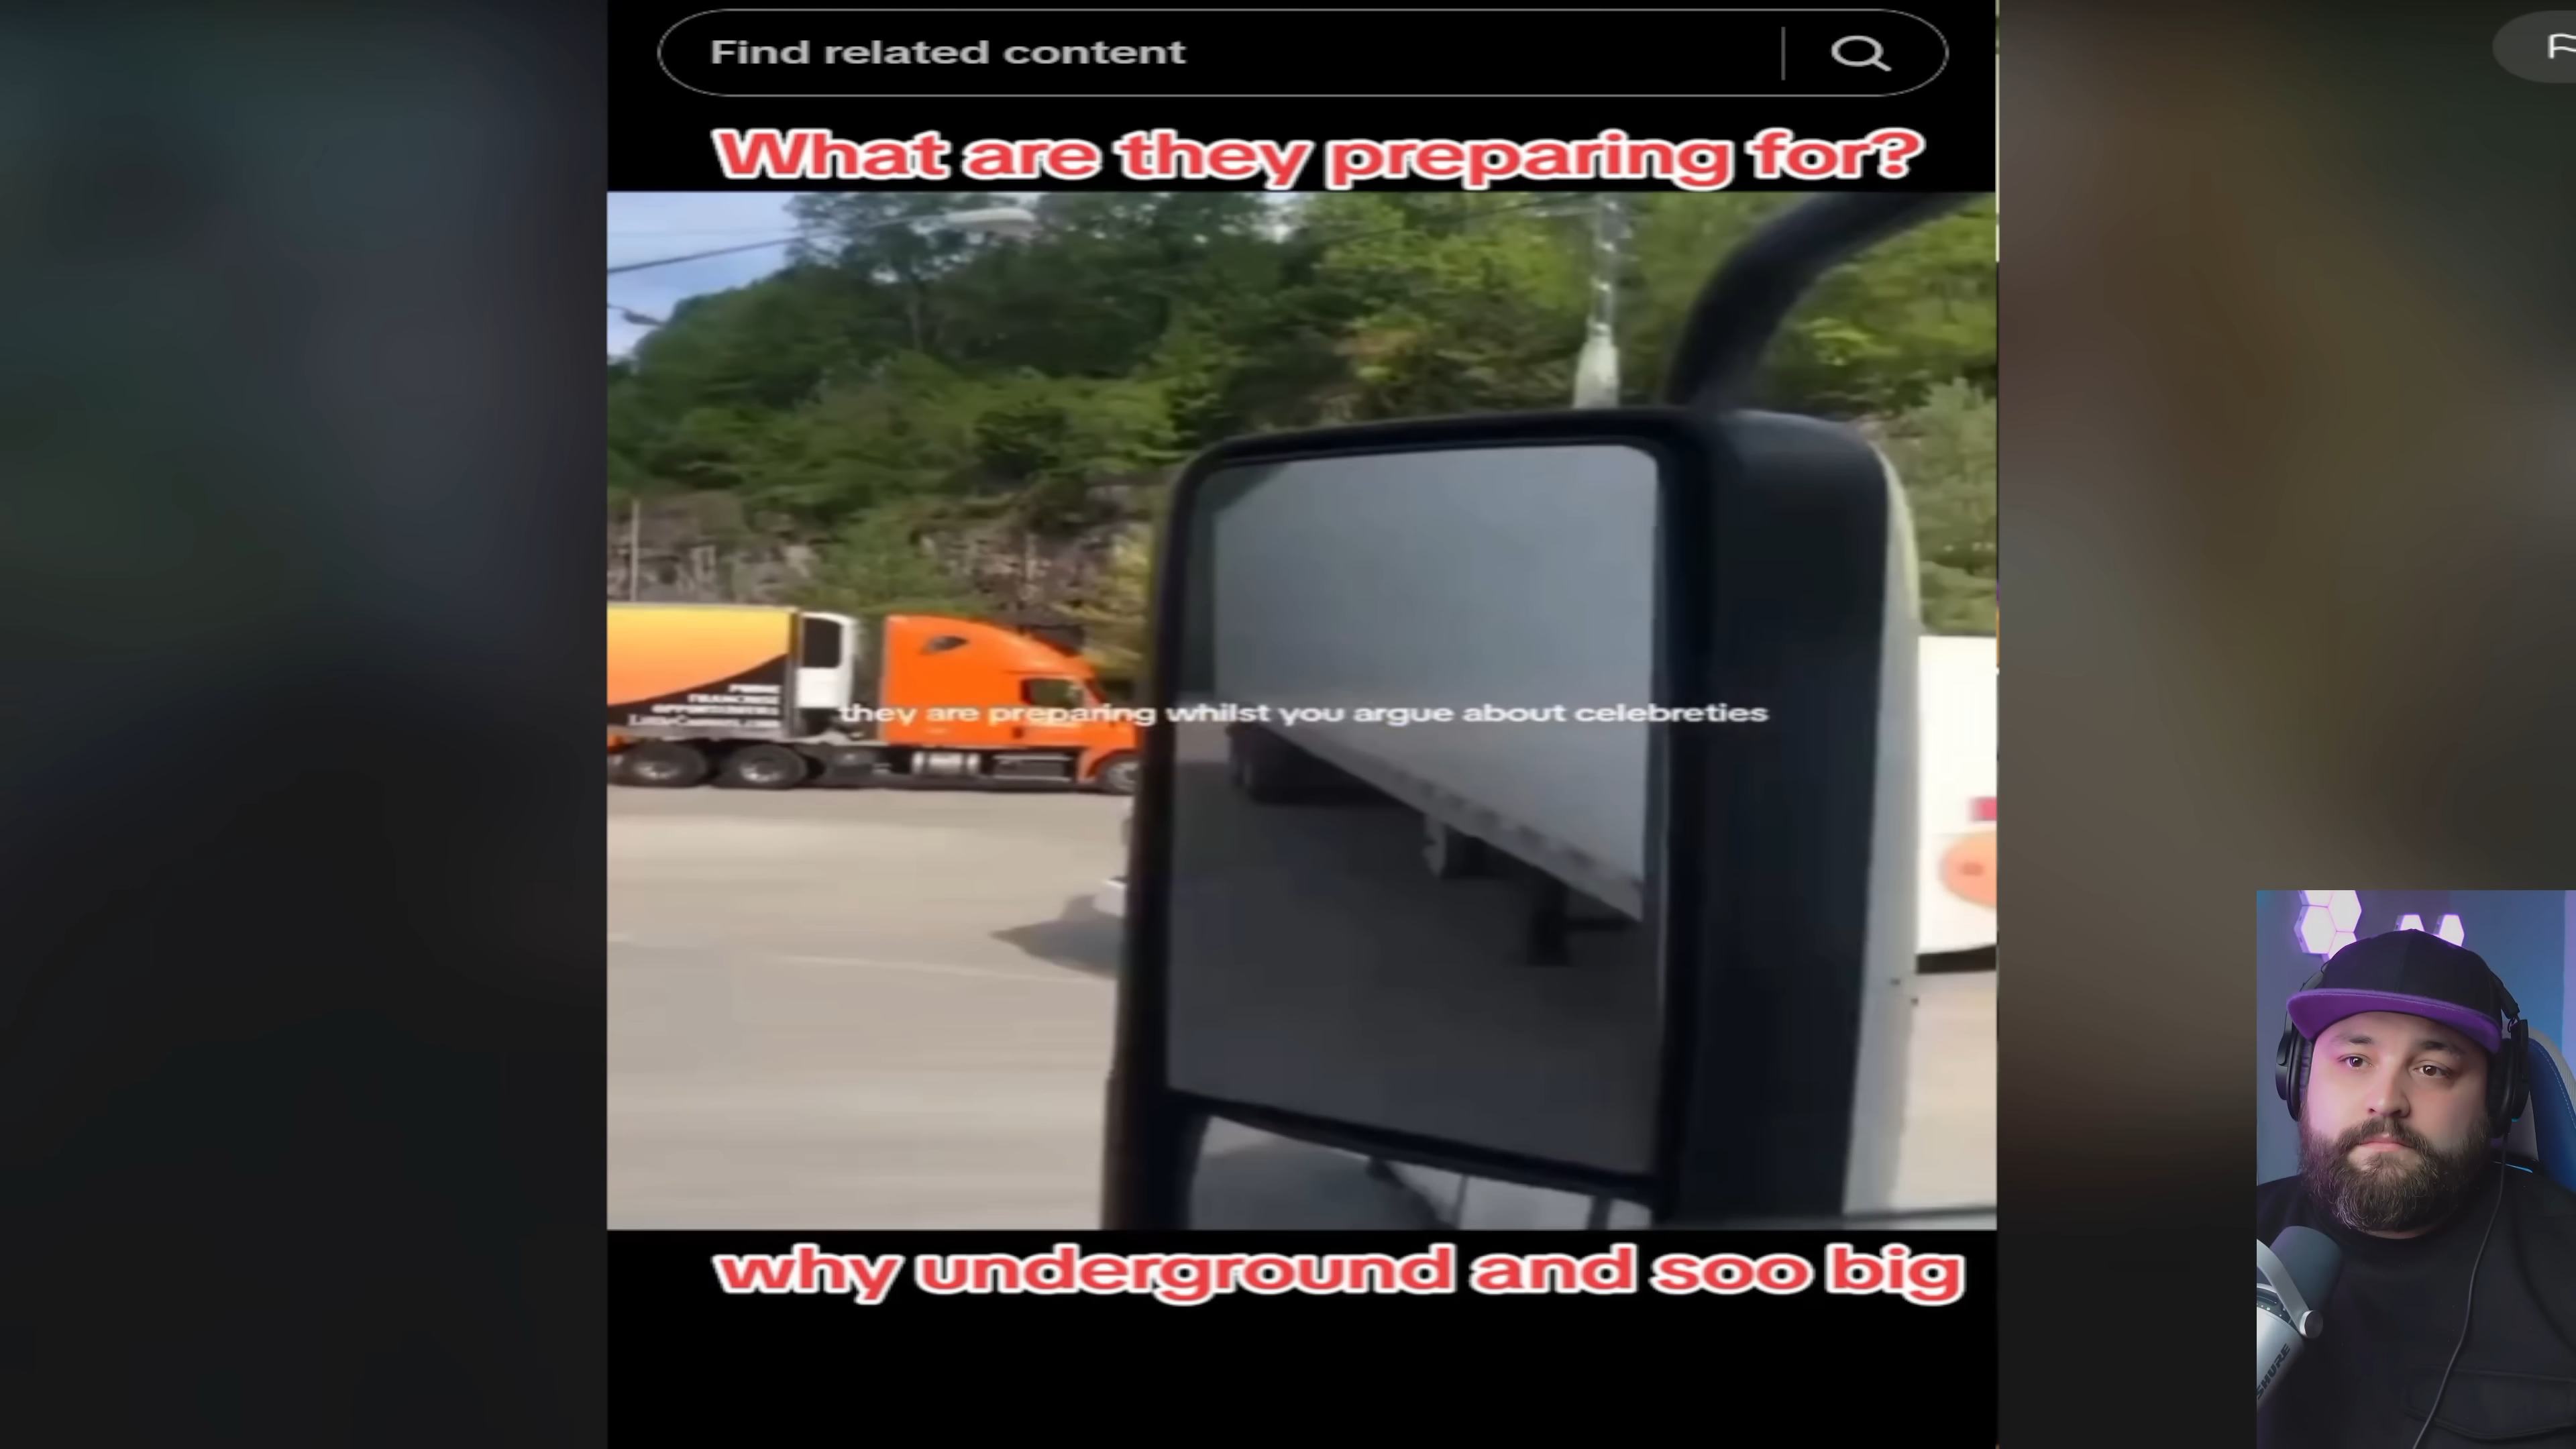 Find related content
What are they preparing for?
they are preparing whilst you argue about celebreties
why underground and soo big
SHURE